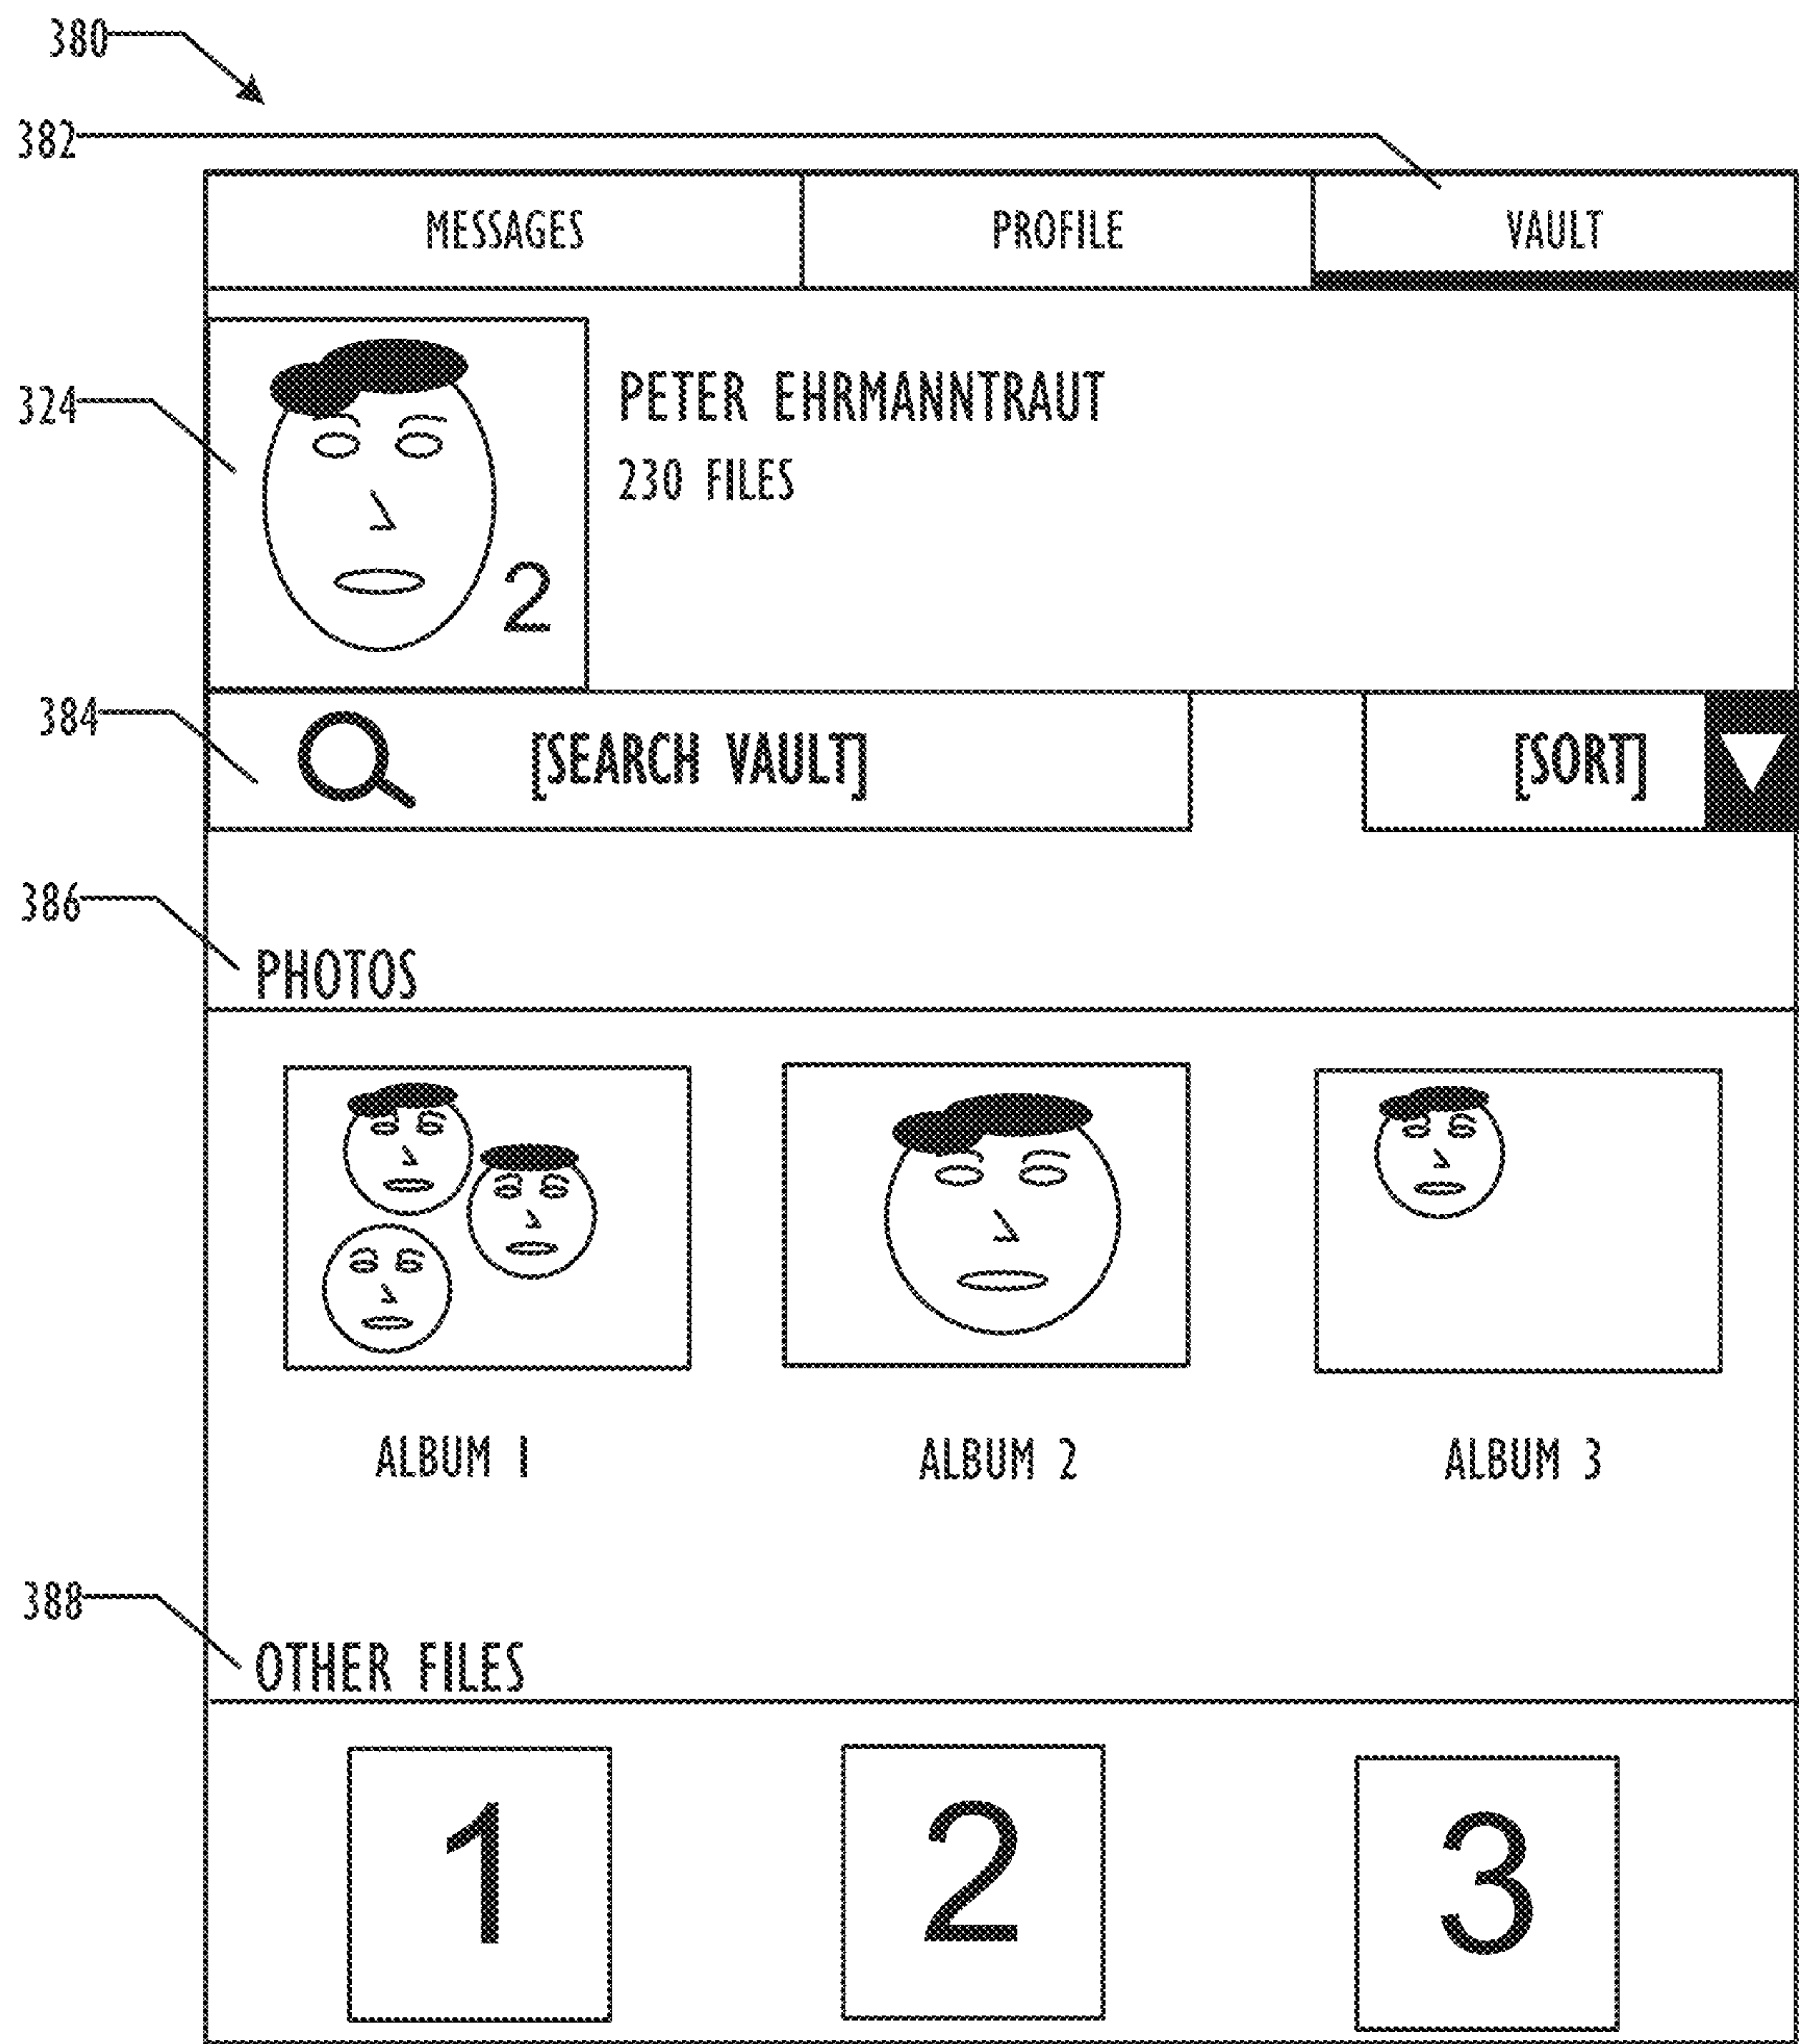 380
382
MESSAGES PROFILE VAULT
324
PETER EHRMANNTRAUT
230 FILES
2
384
[SEARCH VAULT] [SORT]
386
PHOTOS
ALBUM 1 ALBUM 2 ALBUM 3
388
OTHER FILES
1 2 3